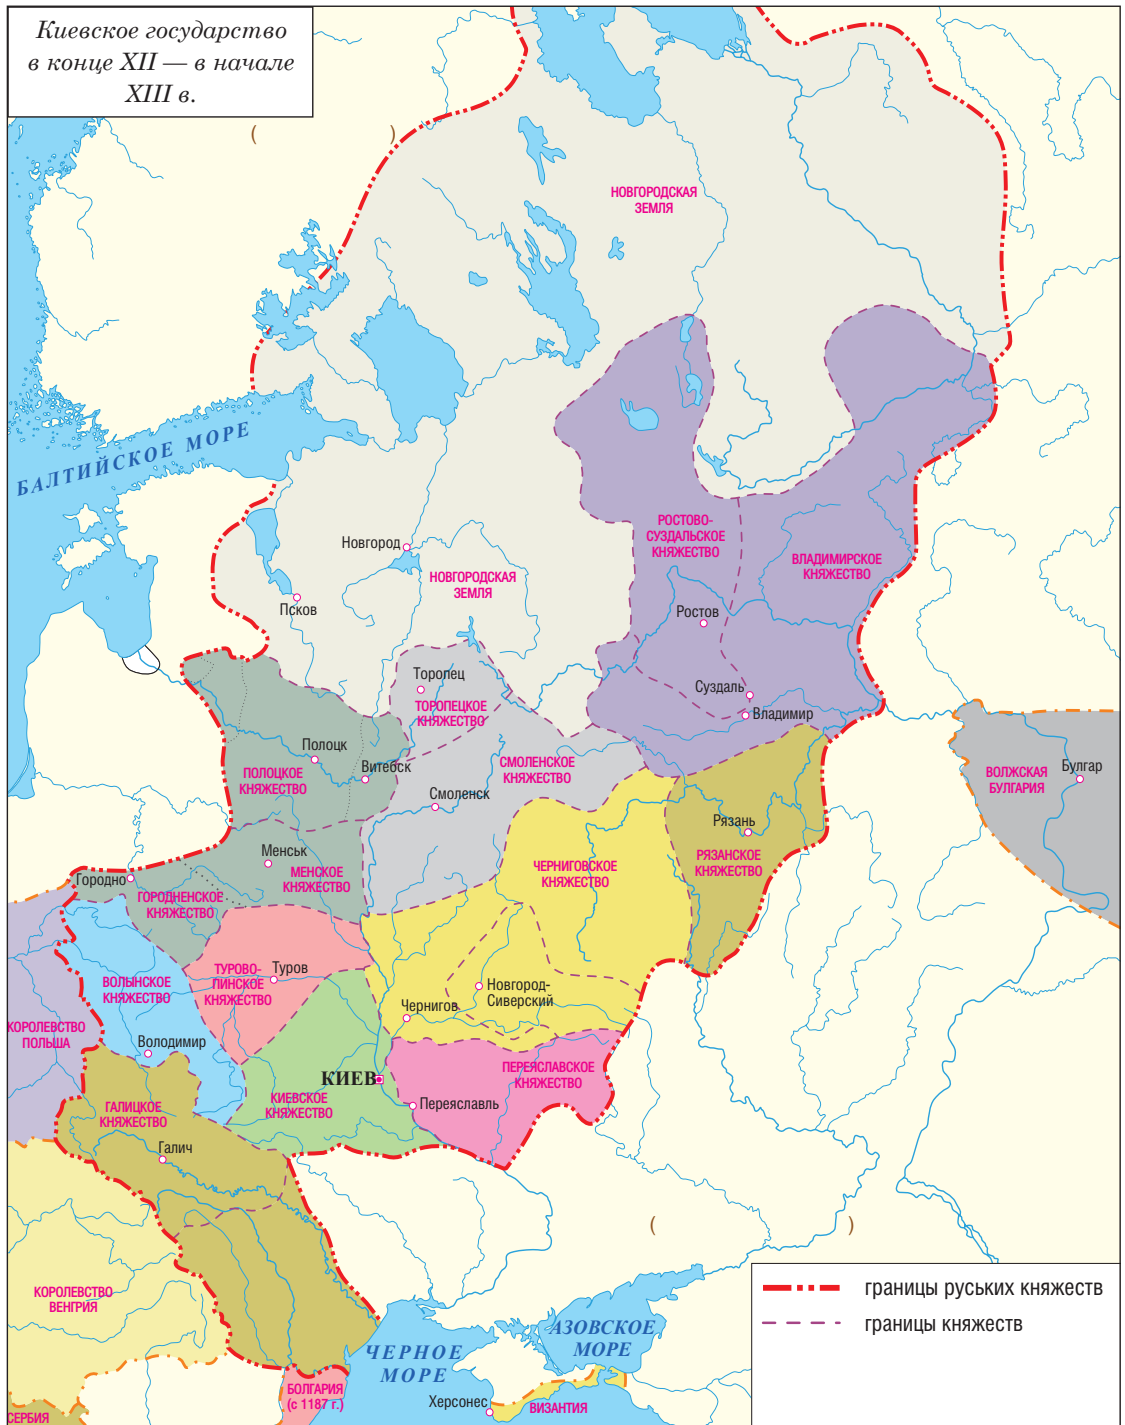 Киевское государство
в конце XII — в начале
XIII в.
( )
НОВГОРОДСКАЯ
ЗЕМЛЯ
БАЛТИЙСКОЕ МОРЕ
РОСТОВО-
СУЗДАЛЬСКОЕ
КНЯЖЕСТВО
ВЛАДИМИРСКОЕ
КНЯЖЕСТВО
Новгород
НОВГОРОДСКАЯ
ЗЕМЛЯ
Псков
Ростов
Торопец
ТОРОПЕЦКОЕ
КНЯЖЕСТВО
Суздаль
Владимир
Полоцк
ПОЛОЦКОЕ
КНЯЖЕСТВО
Витебск
СМОЛЕНСКОЕ
КНЯЖЕСТВО
Смоленск
ВОЛЖСКАЯ
БУЛГАРИЯ
Булгар
Рязань
РЯЗАНСКОЕ
КНЯЖЕСТВО
Менськ
МЕНСКОЕ
КНЯЖЕСТВО
ЧЕРНИГОВСКОЕ
КНЯЖЕСТВО
Городно
ГОРОДНЕНСКОЕ
КНЯЖЕСТВО
ВОЛЫНСКОЕ
КНЯЖЕСТВО
ТУРОВО-
ПИНСКОЕ
КНЯЖЕСТВО
Туров
Новгород-
Сиверский
Чернигов
КОРОЛЕВСТВО
ПОЛЬША
Володимир
КИЕВ
КИЕВСКОЕ
КНЯЖЕСТВО
ПЕРЕЯСЛАВСКОЕ
КНЯЖЕСТВО
Переяславль
ГАЛИЦКОЕ
КНЯЖЕСТВО
Галич
( )
КОРОЛЕВСТВО
ВЕНГРИЯ
границы руських княжеств
границы княжеств
АЗОВСКОЕ
МОРЕ
ЧЕРНОЕ
МОРЕ
БОЛГАРИЯ
(с 1187 г.)
Херсонес
ВИЗАНТИЯ
СЕРБИЯ